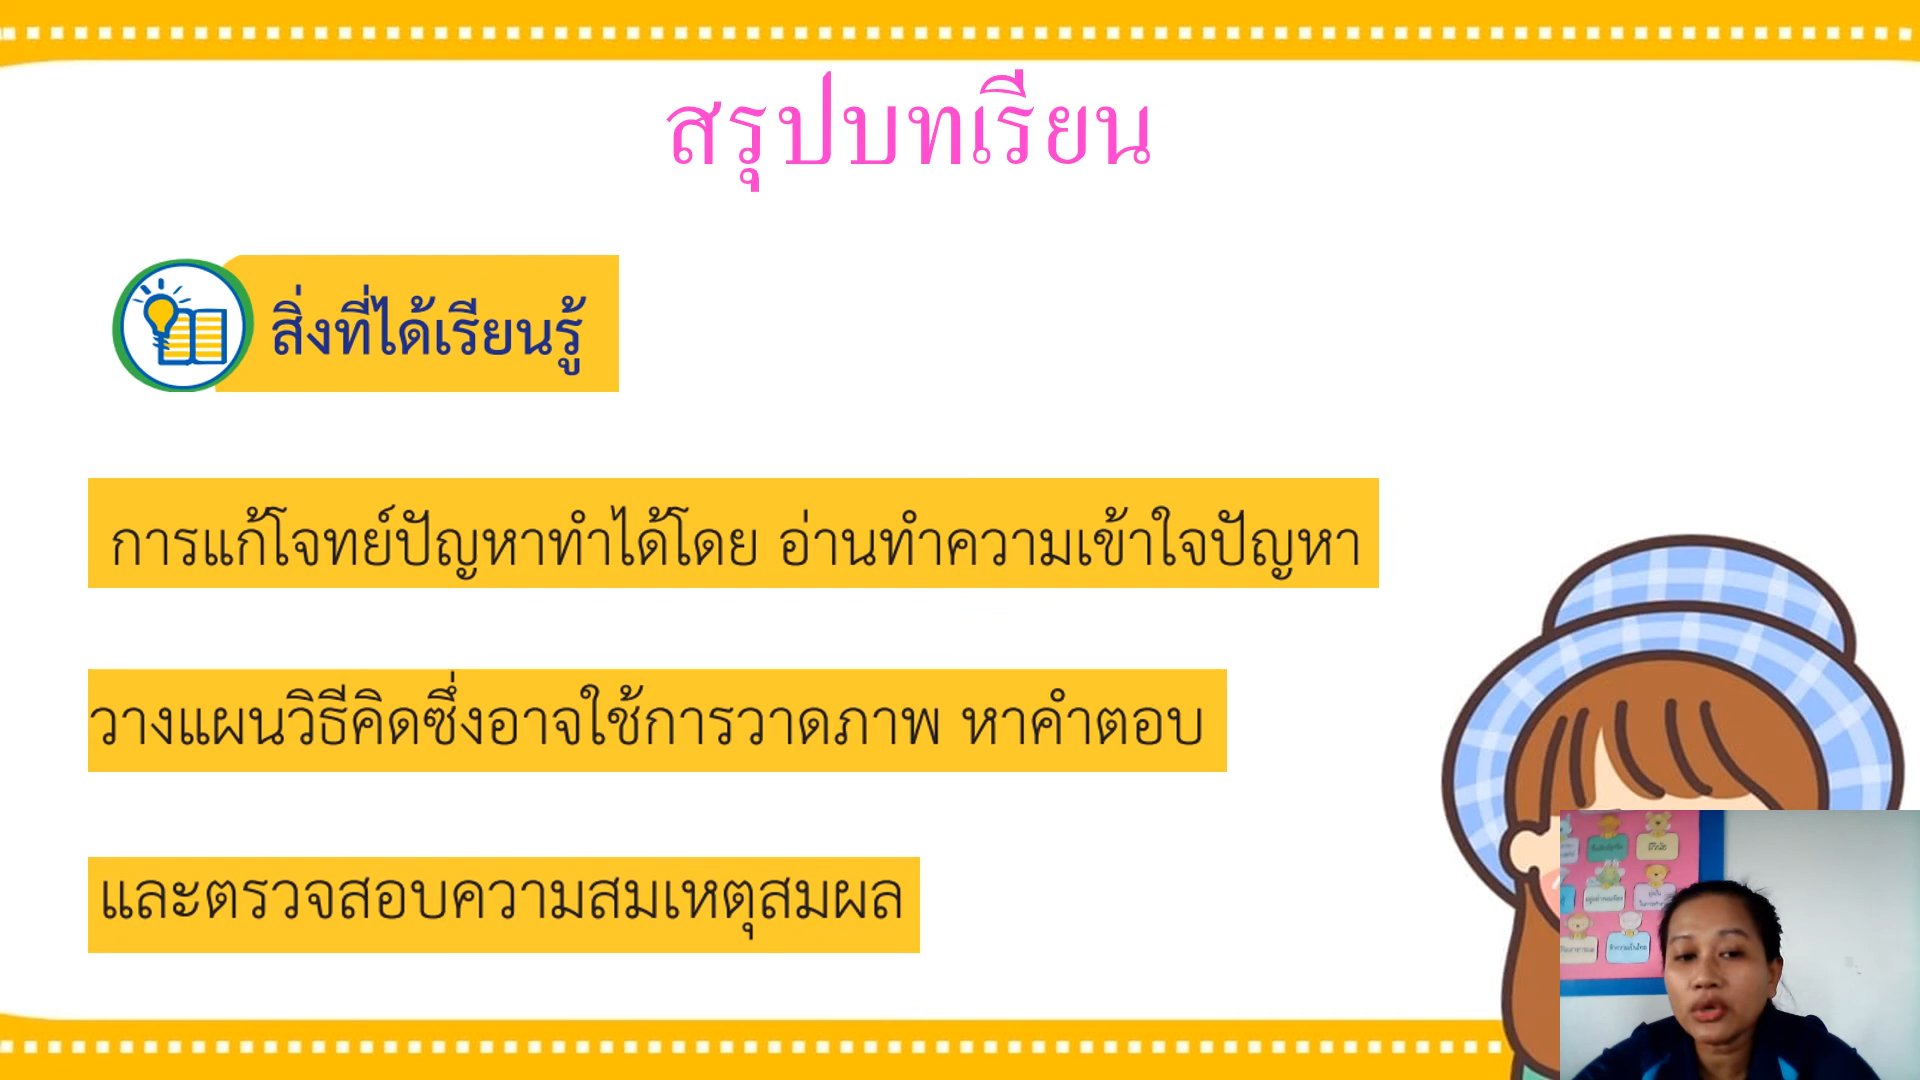 สรุปบทเรียน
สิ่งที่ได้เรียนรู้
การแก้โจทย์ปัญหาทำได้โดย อ่านทำความเข้าใจปัญหา
วางแผนวิธีคิดซึ่งอาจใช้การวาดภาพ หาคำตอบ
และตรวจสอบความสมเหตุสมผล
มีวินัย